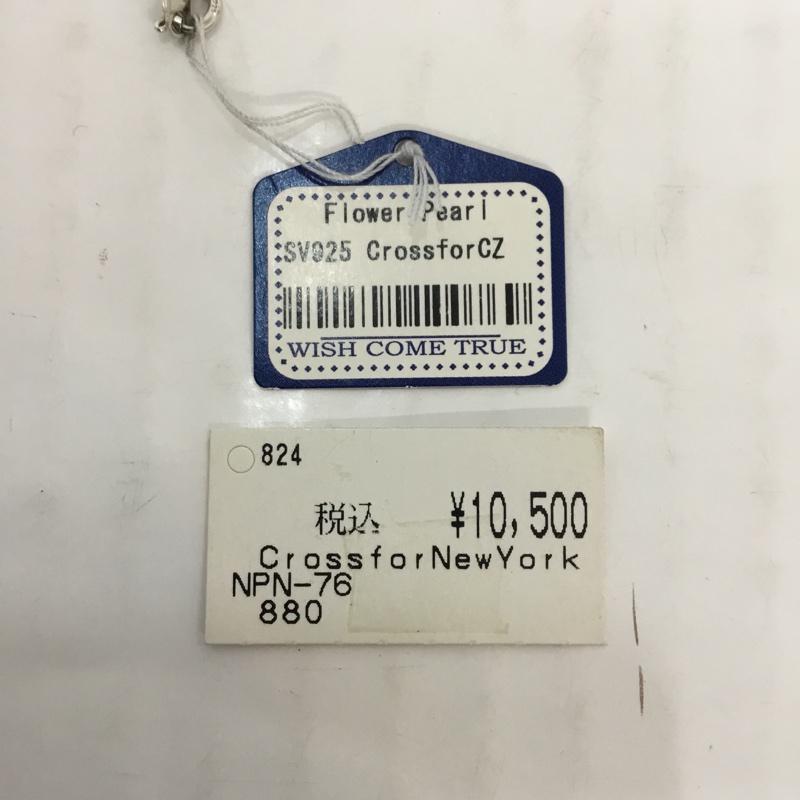 Flower Pearl
SV925 CrossforCZ
WISH COME TRUE
824
税込 ¥10,500
CrossforNewYork
NPN-76
880